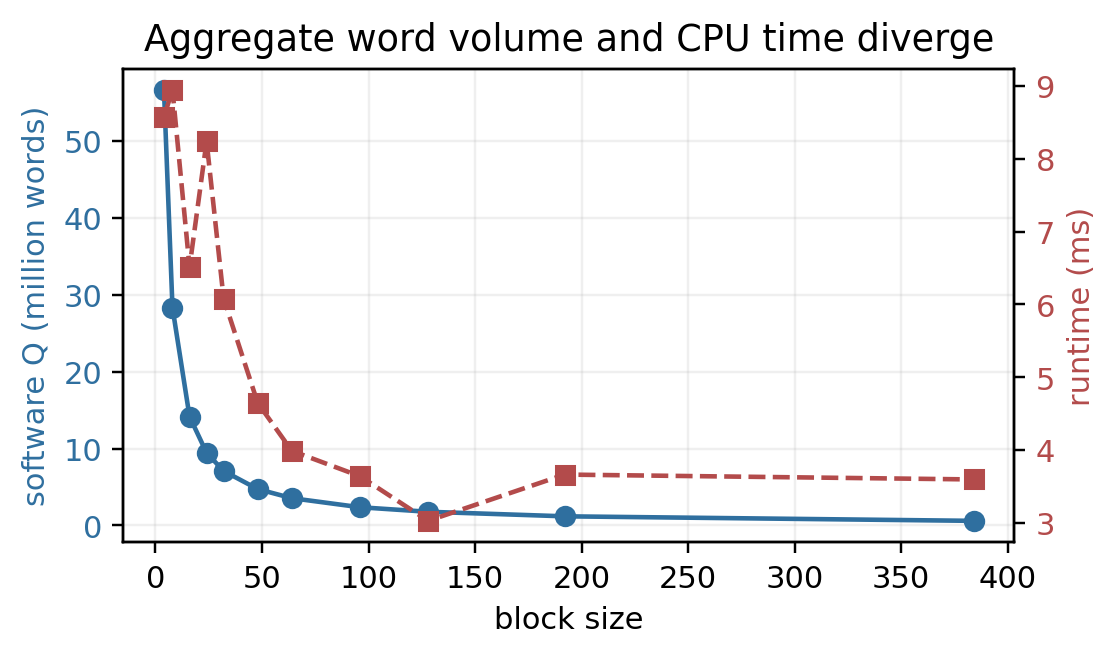 Aggregate word volume and CPU time diverge
software Q (million words)
50
40
30
20
10
0
9
8
7
6
5
4
3
runtime (ms)
0 50 100 150 200 250 300 350 400
block size